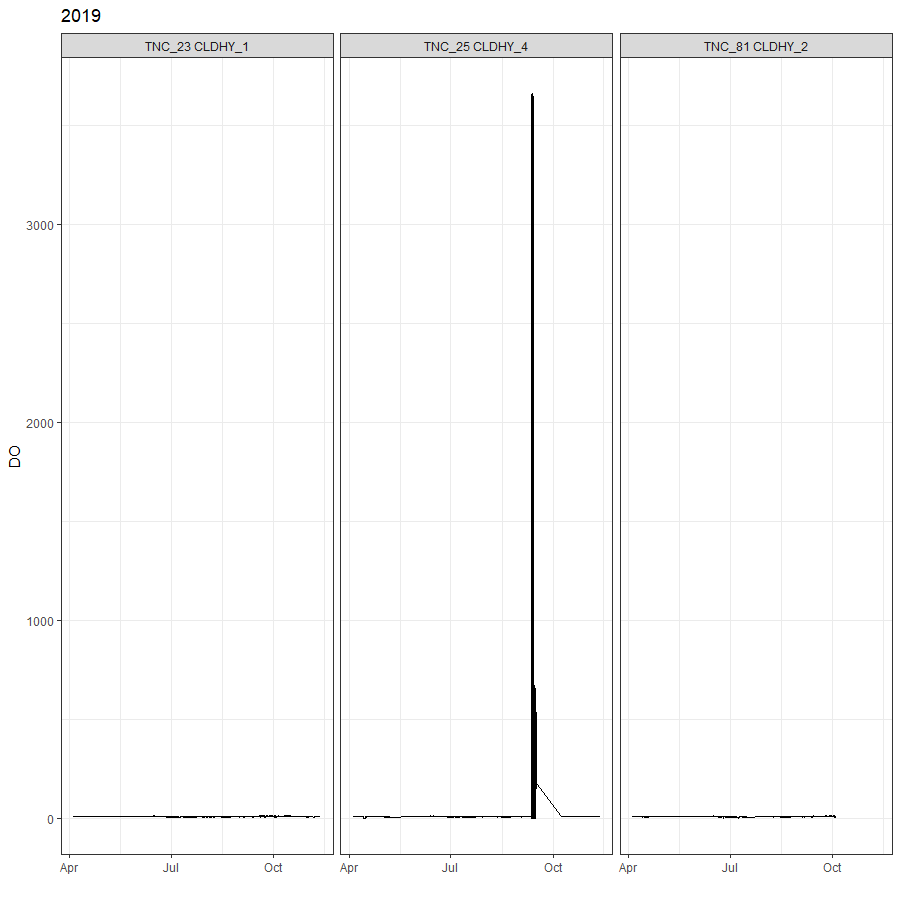 2019
TNC_23 CLDHY_1 TNC_25 CLDHY_4 TNC_81 CLDHY_2
3000
2000
DO
1000
0
Apr Jul Oct Apr Jul Oct Apr Jul Oct